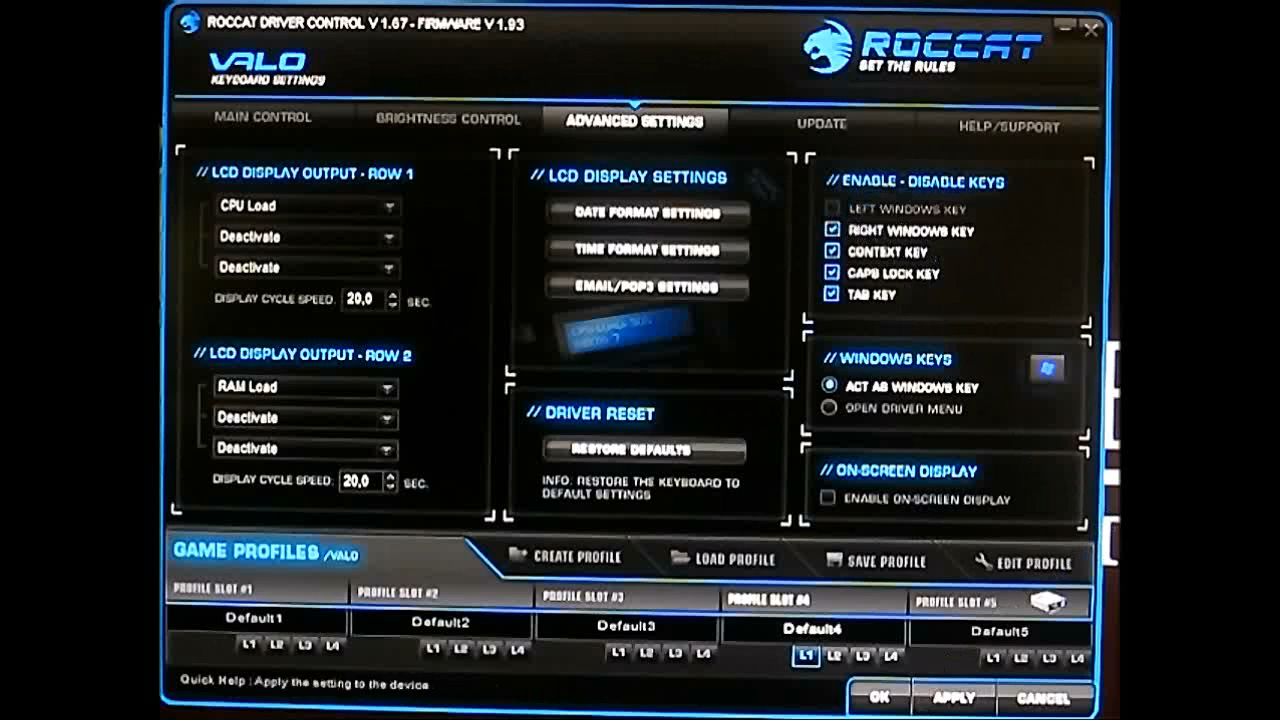 ROCCAT DRIVER CONTROL V 1.67 - FIRMWARE V 1.93
VALO
KEYBOARD SETTINGS
ROCCAT
SET THE RULES
MAIN CONTROL
BRIGHTNESS CONTROL
ADVANCED SETTINGS
UPDATE
HELP/SUPPORT
// LCD DISPLAY OUTPUT - ROW 1
CPU Load
Deactivate
Deactivate
DISPLAY CYCLE SPEED: 20,0 SEC.
// LCD DISPLAY OUTPUT - ROW 2
RAM Load
Deactivate
Deactivate
DISPLAY CYCLE SPEED: 20,0 SEC.
// LCD DISPLAY SETTINGS
DATE FORMAT SETTINGS
TIME FORMAT SETTINGS
EMAIL/POP3 SETTINGS
// DRIVER RESET
RESTORE DEFAULTS
INFO: RESTORE THE KEYBOARD TO
DEFAULT SETTINGS
// ENABLE - DISABLE KEYS
LEFT WINDOWS KEY
RIGHT WINDOWS KEY
CONTEXT KEY
CAPS LOCK KEY
TAB KEY
// WINDOWS KEYS
ACT AS WINDOWS KEY
OPEN DRIVER MENU
// ON-SCREEN DISPLAY
ENABLE ON-SCREEN DISPLAY
GAME PROFILES /VALO
CREATE PROFILE
LOAD PROFILE
SAVE PROFILE
EDIT PROFILE
PROFILE SLOT #1
PROFILE SLOT #2
PROFILE SLOT #3
PROFILE SLOT #4
PROFILE SLOT #5
Default1
Default2
Default3
Default4
Default5
L1 L2 L3 L4
L1 L2 L3 L4
L1 L2 L3 L4
L1 L2 L3 L4
L1 L2 L3 L4
Quick Help : Apply the setting to the device
OK
APPLY
CANCEL